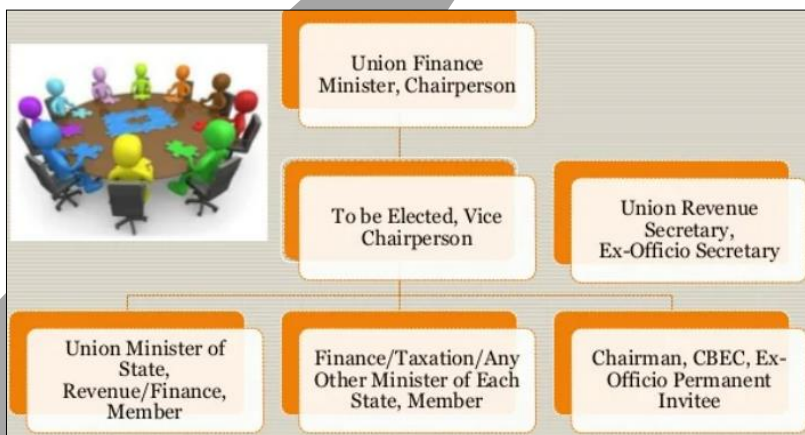 Union Finance
Minister, Chairperson
To be Elected, Vice
Chairperson
Union Revenue
Secretary,
Ex-Officio Secretary
Union Minister of
State,
Revenue/Finance,
Member
Finance/Taxation/Any
Other Minister of Each
State, Member
Chairman, CBEC, Ex-
Officio Permanent
Invitee